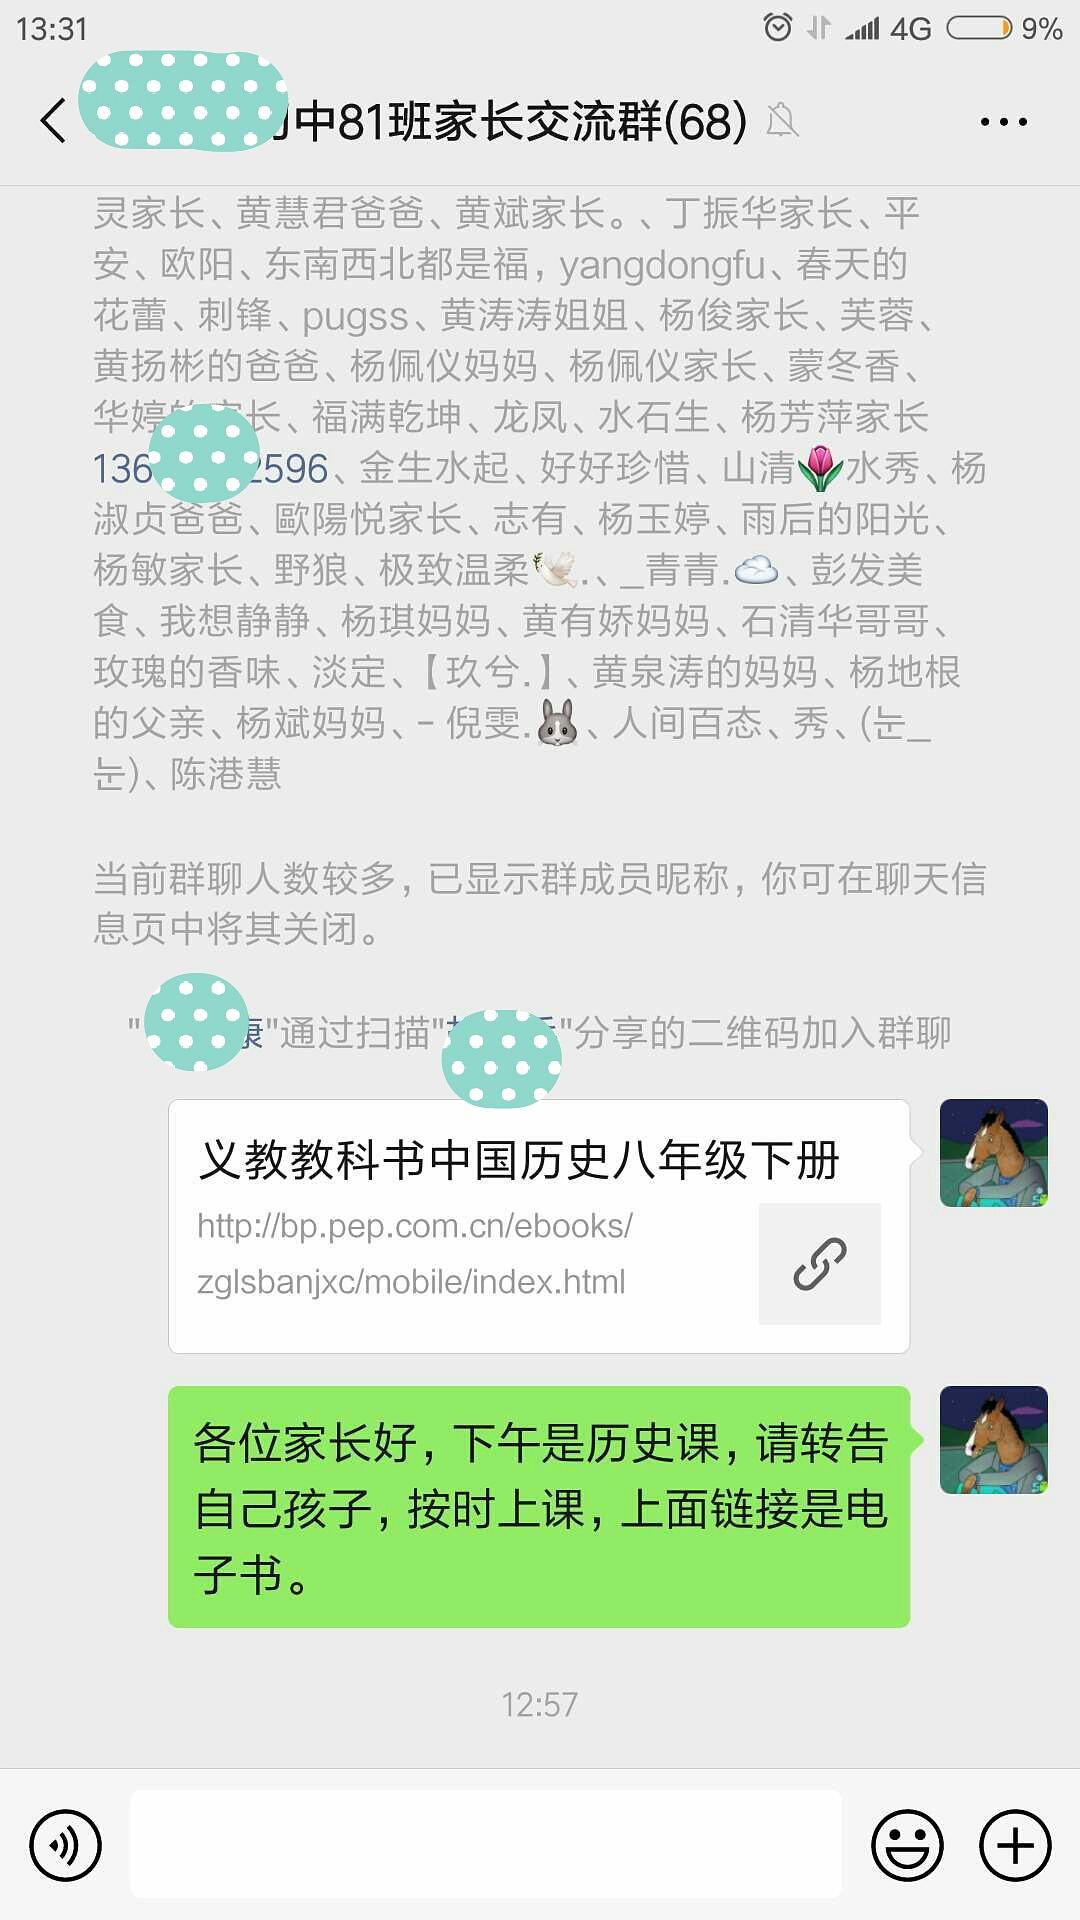 13:31
4G
9%
中81班家长交流群(68)
灵家长、黄慧君爸爸、黄斌家长。、丁振华家长、平
安、欧阳、东南西北都是福，yangdongfu、春天的
花蕾、刺锋、pugss、黄涛涛姐姐、杨俊家长、芙蓉、
黄扬彬的爸爸、杨佩仪妈妈、杨佩仪家长、蒙冬香、
华婷的家长、福满乾坤、龙凤、水石生、杨芳萍家长
136 2596、金生水起、好好珍惜、山清🌷水秀、杨
淑贞爸爸、歐陽悦家长、志有、杨玉婷、雨后的阳光、
杨敏家长、野狼、极致温柔🕊.、_青青.☁、彭发美
食、我想静静、杨琪妈妈、黄有娇妈妈、石清华哥哥、
玫瑰的香味、淡定、【玖兮.】、黄泉涛的妈妈、杨地根
的父亲、杨斌妈妈、- 倪雯.🐰、人间百态、秀、(눈_
눈)、陈港慧
当前群聊人数较多，已显示群成员昵称，你可在聊天信
息页中将其关闭。
"康"通过扫描" "分享的二维码加入群聊
义教教科书中国历史八年级下册
http://bp.pep.com.cn/ebooks/
zglsbanjxc/mobile/index.html
各位家长好，下午是历史课，请转告
自己孩子，按时上课，上面链接是电
子书。
12:57